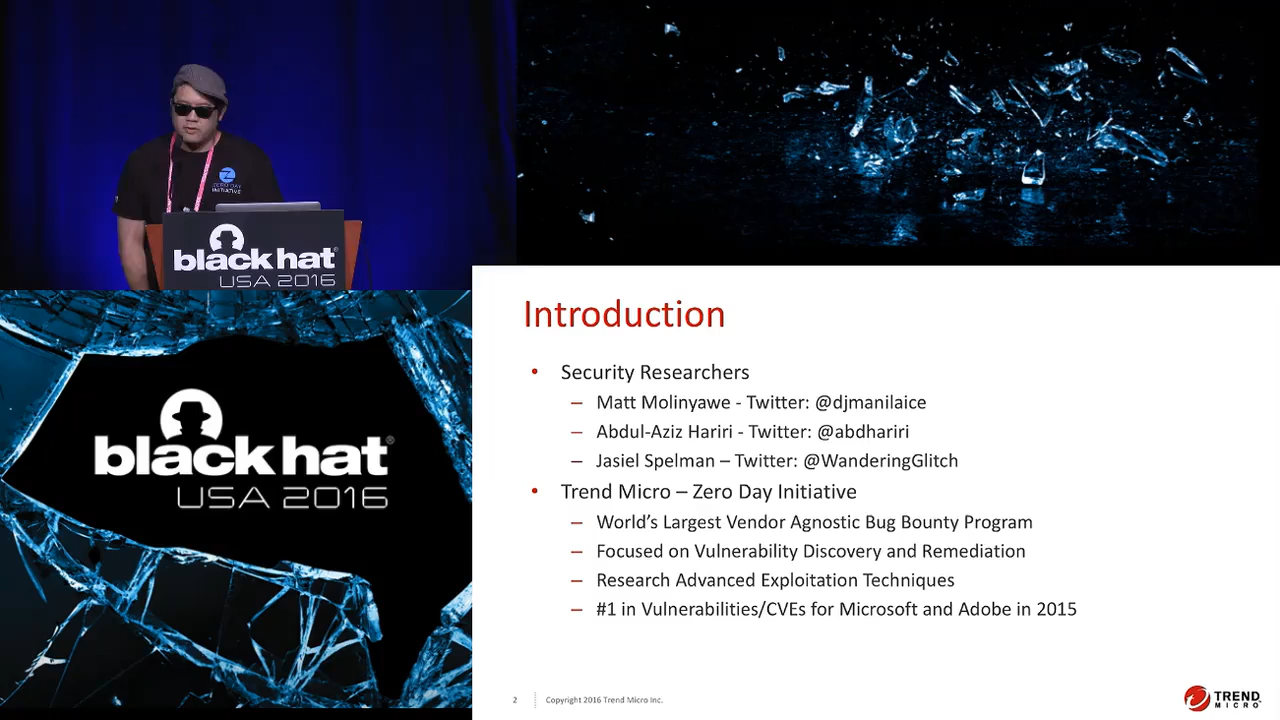 ZERO DAY
INITIATIVE
black hat®
USA 2016
black hat®
USA 2016
Introduction
• Security Researchers
– Matt Molinyawe - Twitter: @djmanilaice
– Abdul-Aziz Hariri - Twitter: @abdhariri
– Jasiel Spelman – Twitter: @WanderingGlitch
• Trend Micro – Zero Day Initiative
– World's Largest Vendor Agnostic Bug Bounty Program
– Focused on Vulnerability Discovery and Remediation
– Research Advanced Exploitation Techniques
– #1 in Vulnerabilities/CVEs for Microsoft and Adobe in 2015
2
Copyright 2016 Trend Micro Inc.
TREND
MICRO